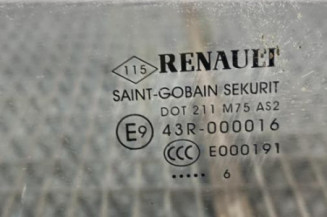 115 RENAULT
SAINT-GOBAIN SEKURIT
DOT 211 M75 AS2
E9 43R-000016
CCC E000191
..... 6